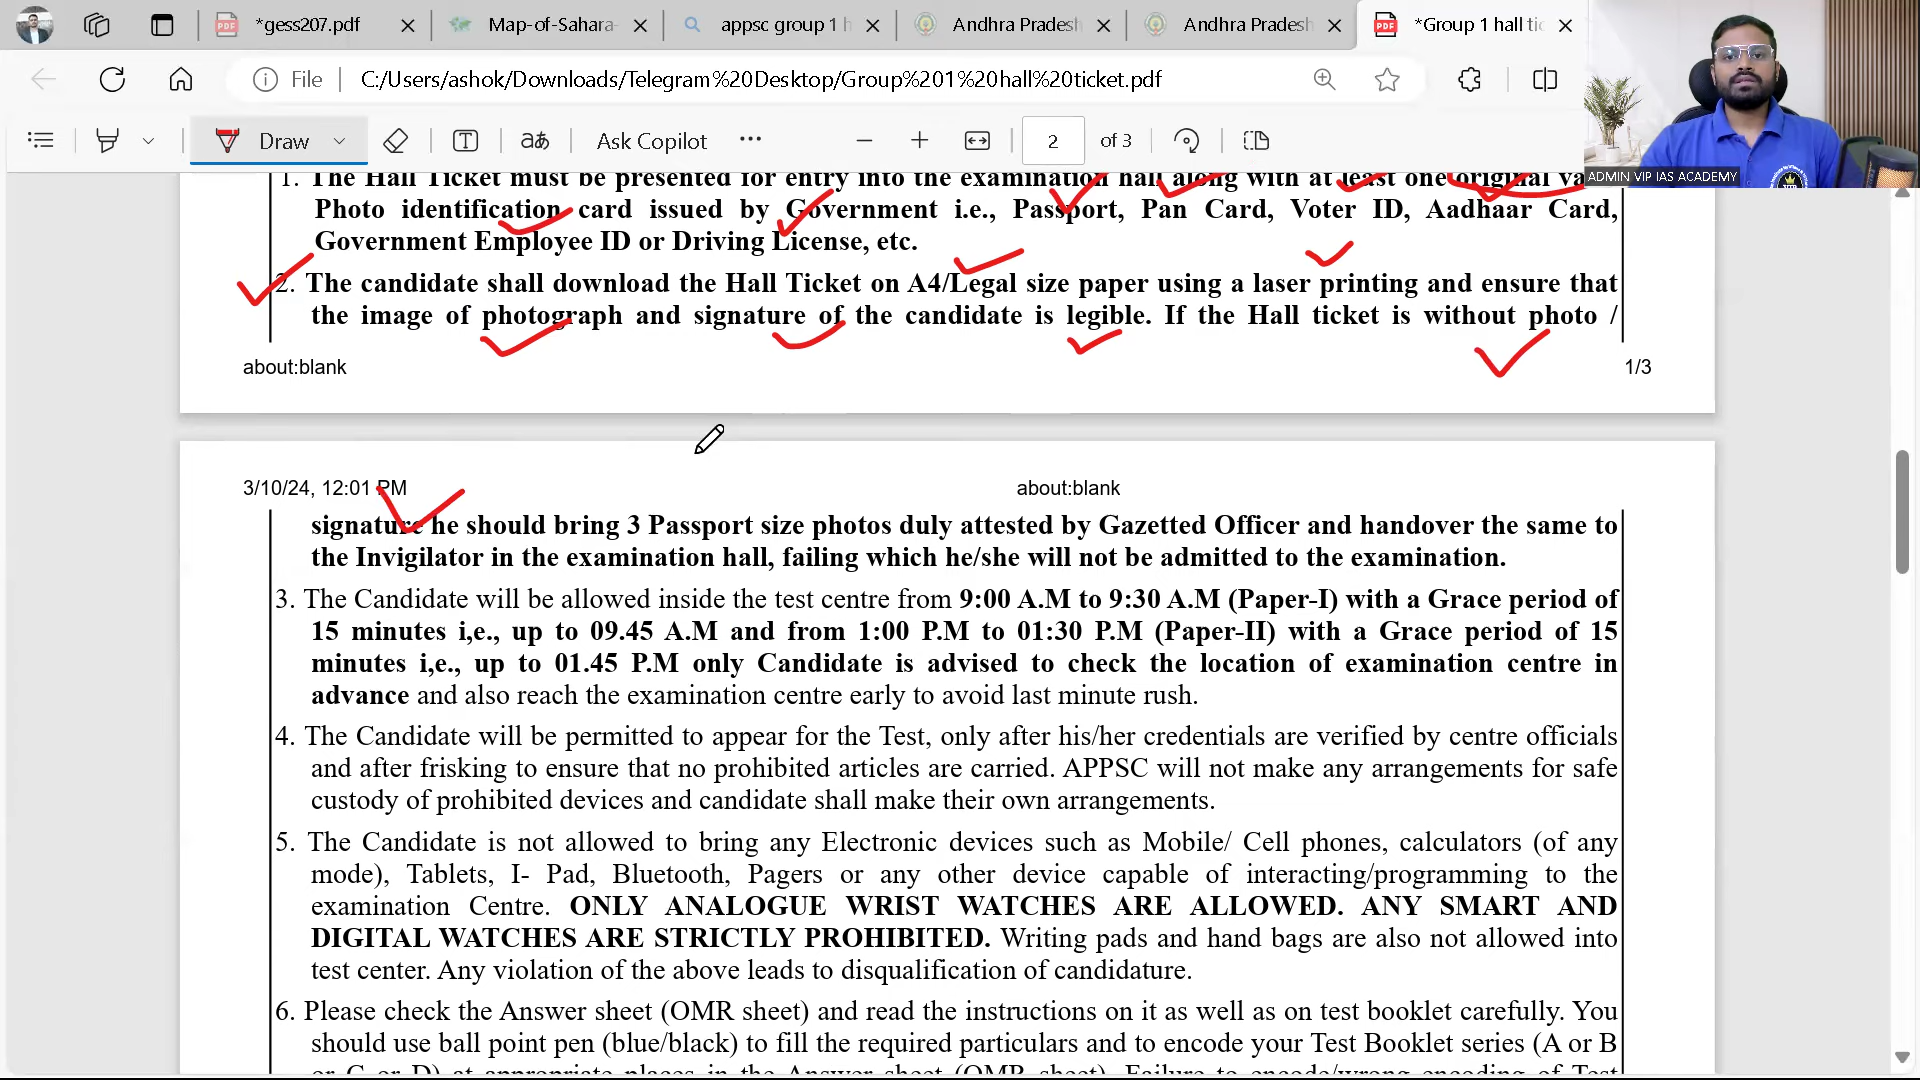 *gess207.pdf
Map-of-Sahara-
appsc group 1 h
Andhra Pradesh
Andhra Pradesh
*Group 1 hall tic
File
C:/Users/ashok/Downloads/Telegram%20Desktop/Group%201%20hall%20ticket.pdf
Draw
Ask Copilot
2
of 3
ADMIN VIP IAS ACADEMY
1. The Hall Ticket must be presented for entry into the examination hall along with at least one original
Photo identification card issued by Government i.e., Passport, Pan Card, Voter ID, Aadhaar Card,
Government Employee ID or Driving License, etc.
2. The candidate shall download the Hall Ticket on A4/Legal size paper using a laser printing and ensure that
the image of photograph and signature of the candidate is legible. If the Hall ticket is without photo /
about:blank
1/3
3/10/24, 12:01 PM
about:blank
signature he should bring 3 Passport size photos duly attested by Gazetted Officer and handover the same to
the Invigilator in the examination hall, failing which he/she will not be admitted to the examination.
3. The Candidate will be allowed inside the test centre from 9:00 A.M to 9:30 A.M (Paper-I) with a Grace period of
15 minutes i,e., up to 09.45 A.M and from 1:00 P.M to 01:30 P.M (Paper-II) with a Grace period of 15
minutes i,e., up to 01.45 P.M only Candidate is advised to check the location of examination centre in
advance and also reach the examination centre early to avoid last minute rush.
4. The Candidate will be permitted to appear for the Test, only after his/her credentials are verified by centre officials
and after frisking to ensure that no prohibited articles are carried. APPSC will not make any arrangements for safe
custody of prohibited devices and candidate shall make their own arrangements.
5. The Candidate is not allowed to bring any Electronic devices such as Mobile/ Cell phones, calculators (of any
mode), Tablets, I- Pad, Bluetooth, Pagers or any other device capable of interacting/programming to the
examination Centre. ONLY ANALOGUE WRIST WATCHES ARE ALLOWED. ANY SMART AND
DIGITAL WATCHES ARE STRICTLY PROHIBITED. Writing pads and hand bags are also not allowed into
test center. Any violation of the above leads to disqualification of candidature.
6. Please check the Answer sheet (OMR sheet) and read the instructions on it as well as on test booklet carefully. You
should use ball point pen (blue/black) to fill the required particulars and to encode your Test Booklet series (A or B
or C or D) at appropriate places in the Answer sheet (OMR sheet). Failure to encode/wrong encoding of Test